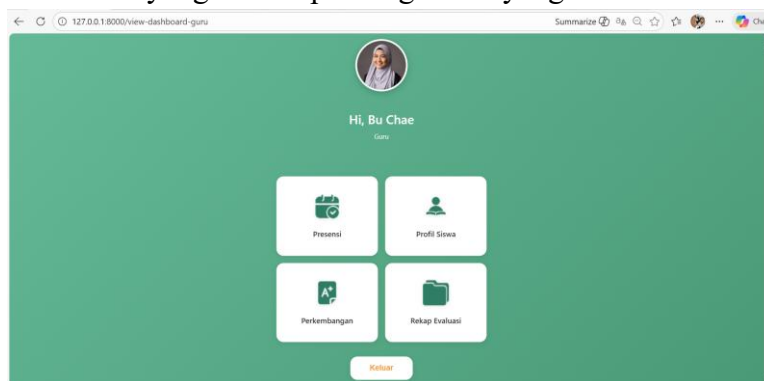 127.0.0.1:8000/view-dashboard-guru
Summarize
Hi, Bu Chae
Guru
Presensi
Profil Siswa
Perkembangan
Rekap Evaluasi
Keluar